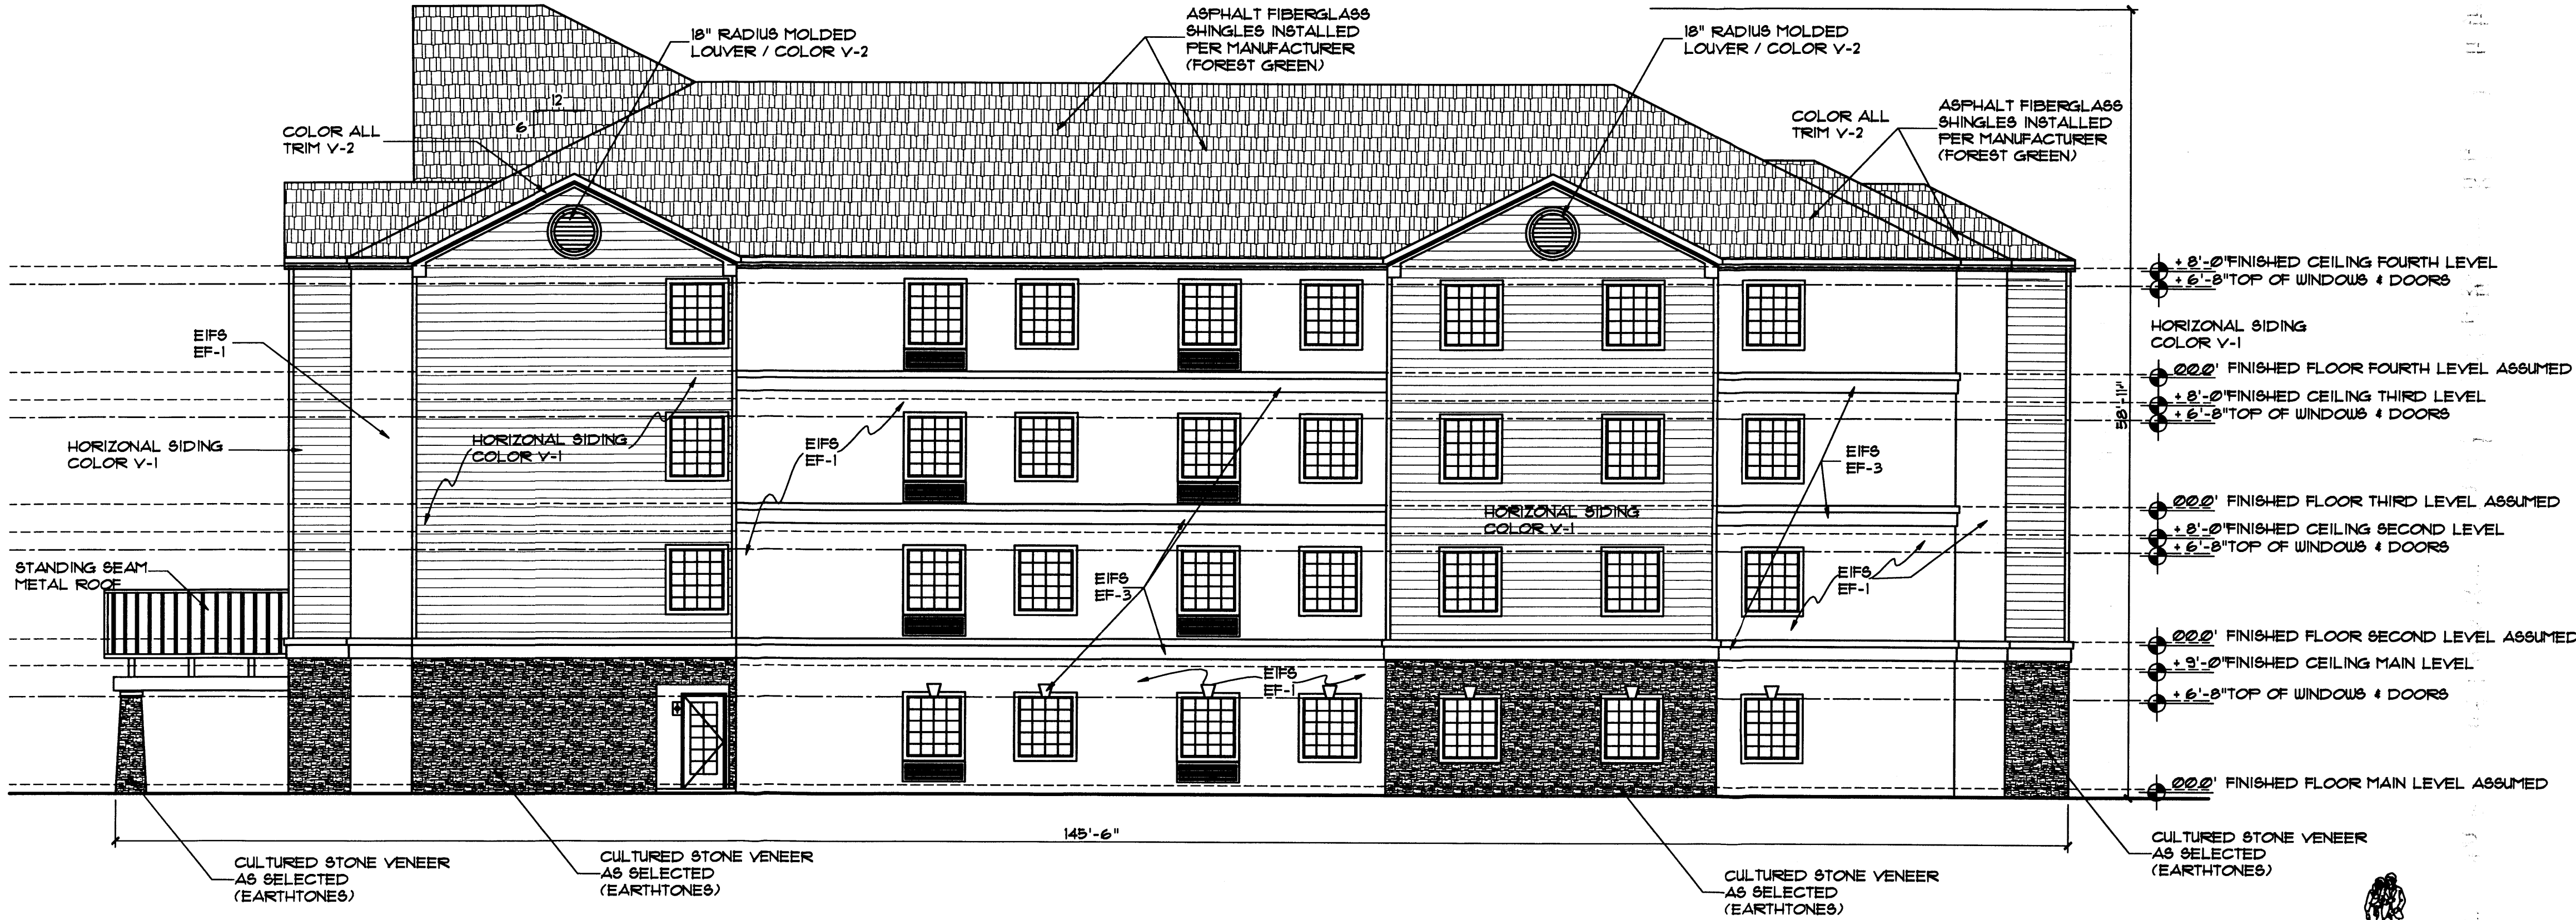 18" RADIUS MOLDED
LOUVER / COLOR V-2
ASPHALT FIBERGLASS
SHINGLES INSTALLED
PER MANUFACTURER
(FOREST GREEN)
18" RADIUS MOLDED
LOUVER / COLOR V-2
12
6
COLOR ALL
TRIM V-2
COLOR ALL
TRIM V-2
ASPHALT FIBERGLASS
SHINGLES INSTALLED
PER MANUFACTURER
(FOREST GREEN)
+ 8'-0" FINISHED CEILING FOURTH LEVEL
+ 6'-8" TOP OF WINDOWS & DOORS
EIFS
EF-1
HORIZONAL SIDING
COLOR V-1
000' FINISHED FLOOR FOURTH LEVEL ASSUMED
+ 8'-0" FINISHED CEILING THIRD LEVEL
+ 6'-8" TOP OF WINDOWS & DOORS
58'-11"
HORIZONAL SIDING
COLOR V-1
HORIZONAL SIDING
COLOR V-1
EIFS
EF-1
EIFS
EF-3
HORIZONAL SIDING
COLOR V-1
000' FINISHED FLOOR THIRD LEVEL ASSUMED
+ 8'-0" FINISHED CEILING SECOND LEVEL
+ 6'-8" TOP OF WINDOWS & DOORS
STANDING SEAM
METAL ROOF
EIFS
EF-3
EIFS
EF-1
000' FINISHED FLOOR SECOND LEVEL ASSUMED
+ 9'-0" FINISHED CEILING MAIN LEVEL
+ 6'-8" TOP OF WINDOWS & DOORS
EIFS
EF-1
000' FINISHED FLOOR MAIN LEVEL ASSUMED
145'-6"
CULTURED STONE VENEER
AS SELECTED
(EARTHTONES)
CULTURED STONE VENEER
AS SELECTED
(EARTHTONES)
CULTURED STONE VENEER
AS SELECTED
(EARTHTONES)
CULTURED STONE VENEER
AS SELECTED
(EARTHTONES)